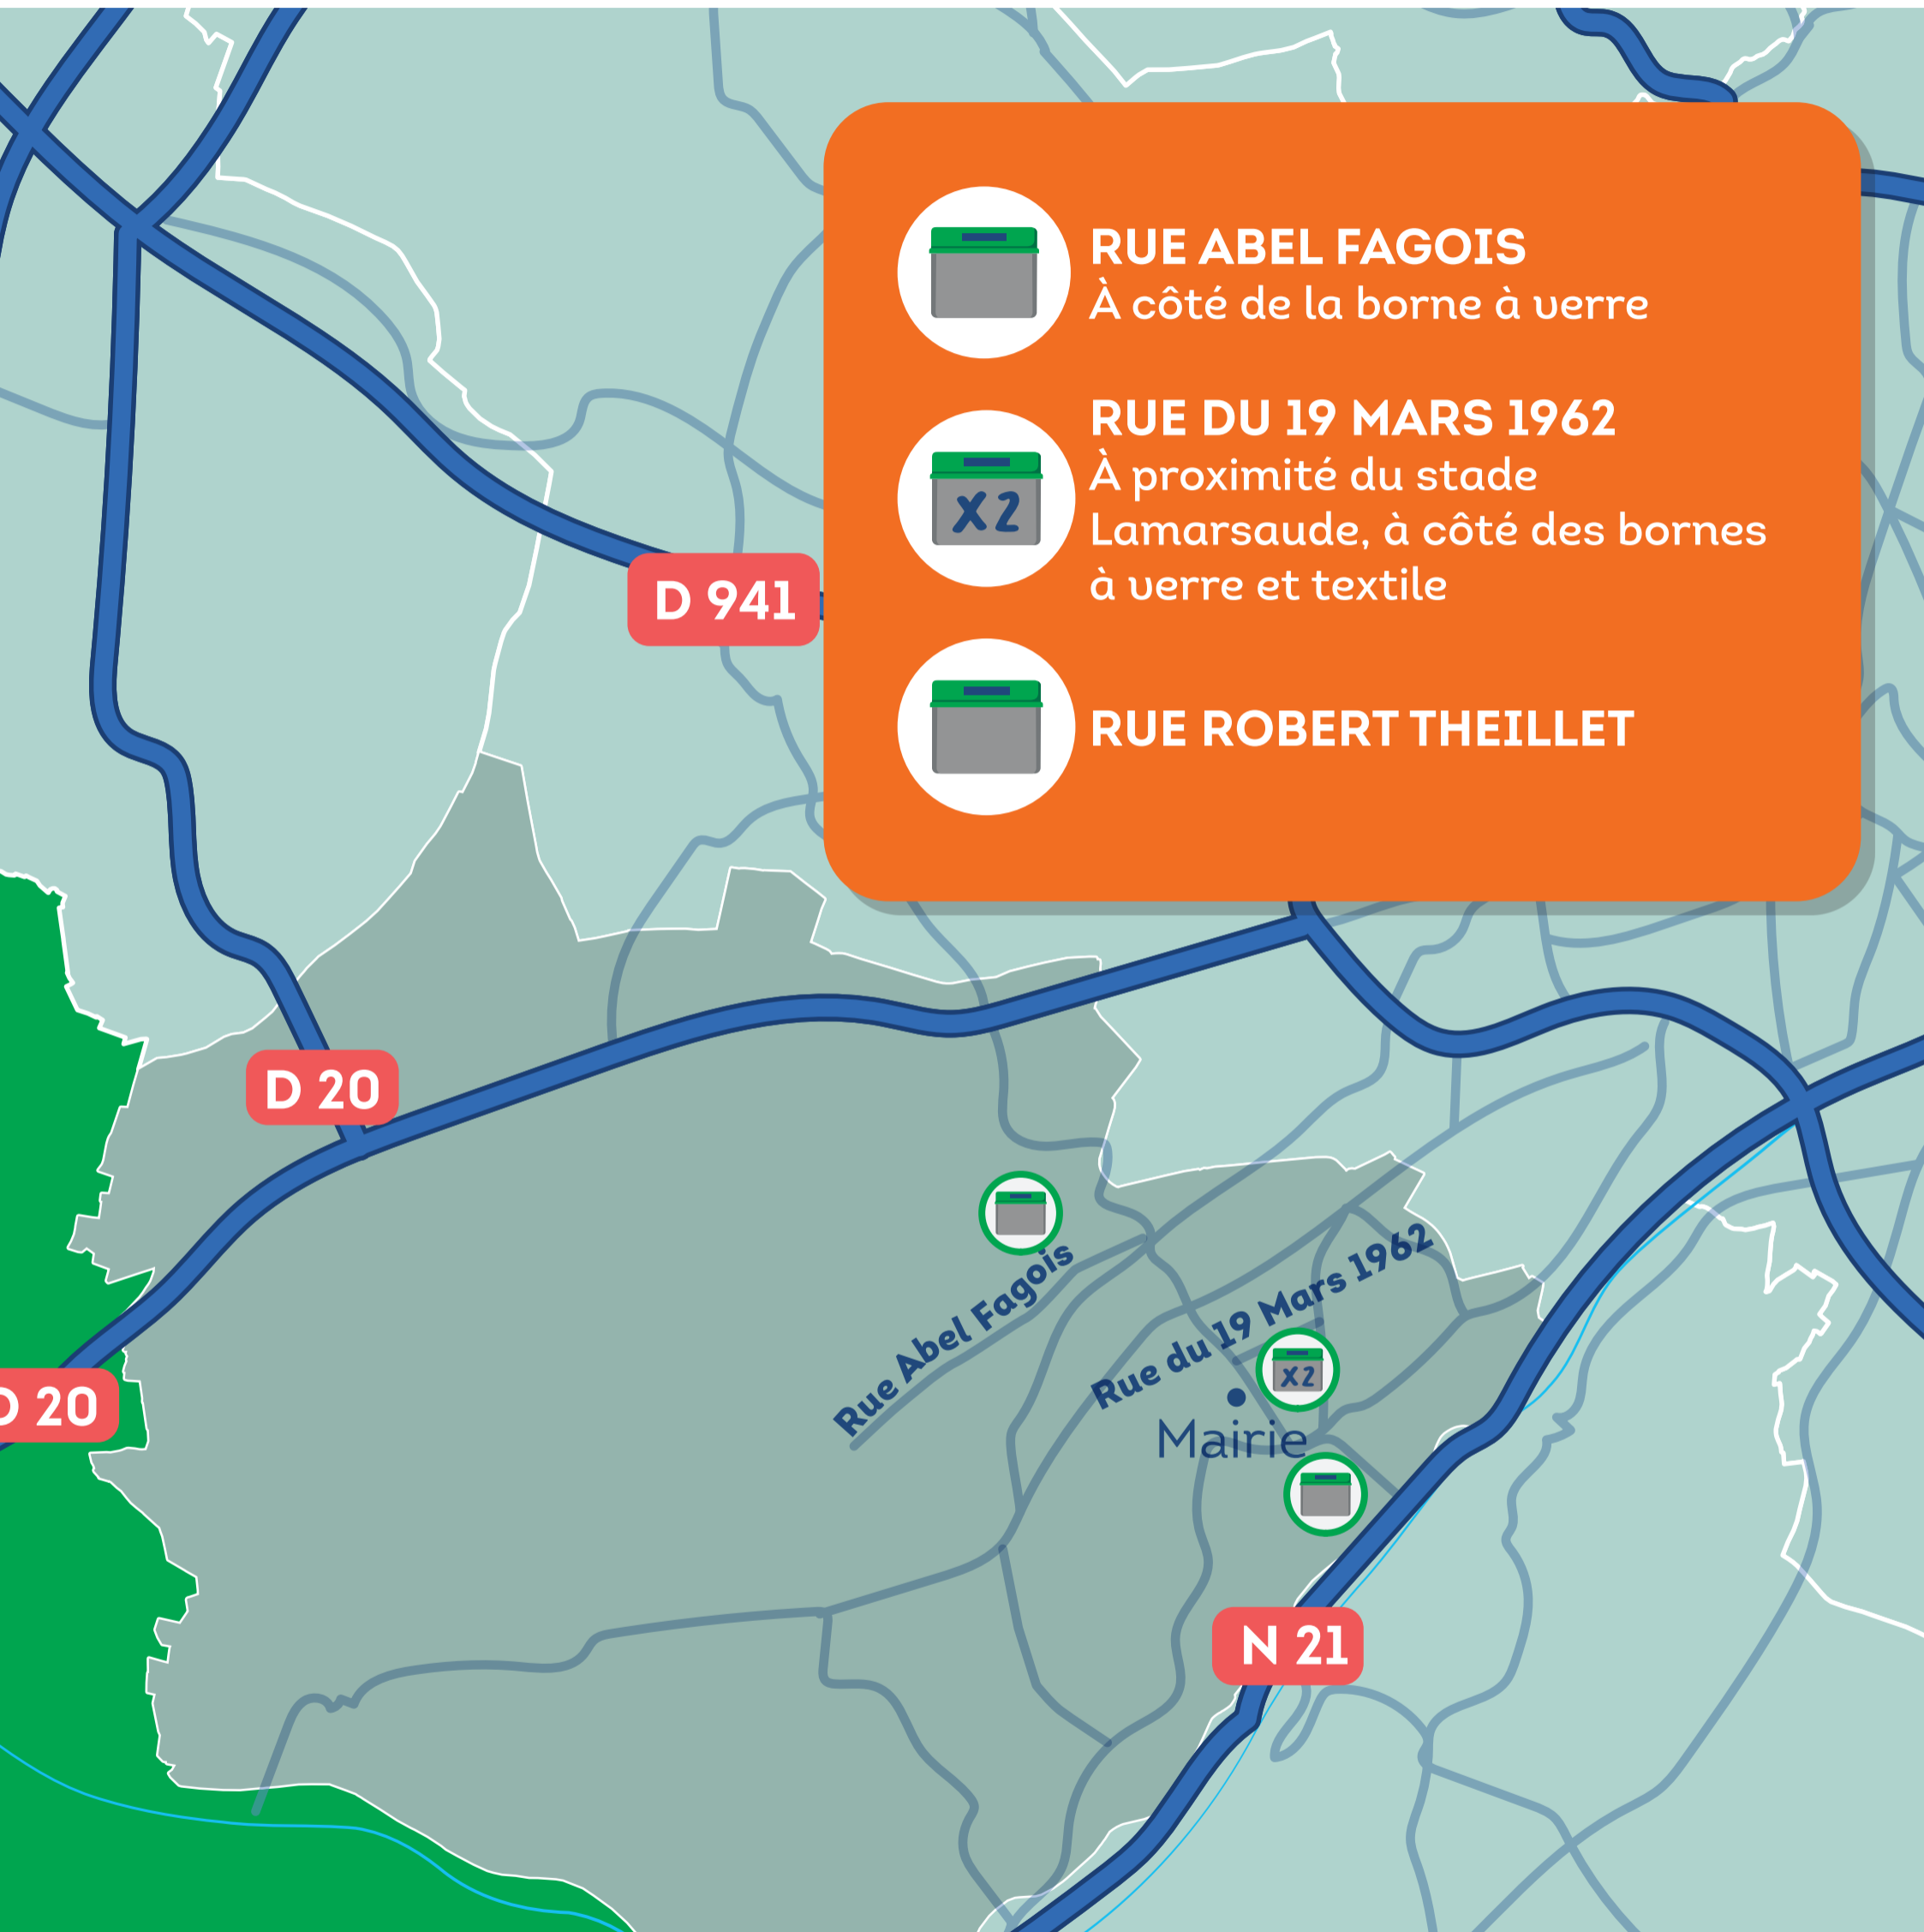 RUE ABEL FAGOIS
À côté de la borne à verre
RUE DU 19 MARS 1962
À proximité du stade
X2
Lamarsaude, à côté des bornes
à verre et textile
D 941
RUE ROBERT THEILLET
D 20
Rue Abel Fagois
Rue du 19 Mars 1962
X2
D 20
Mairie
N 21